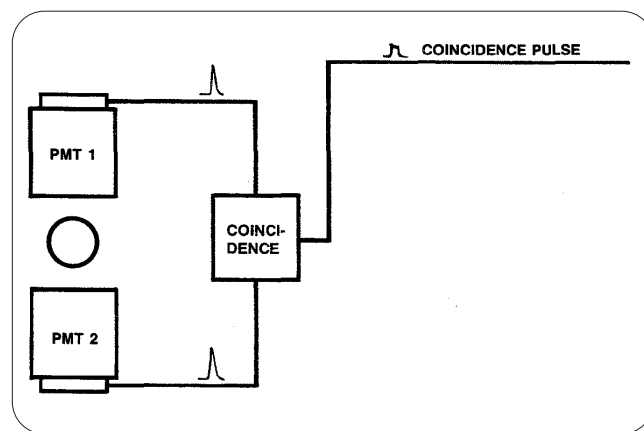 COINCIDENCE PULSE
PMT 1
COINCI-
DENCE
PMT 2